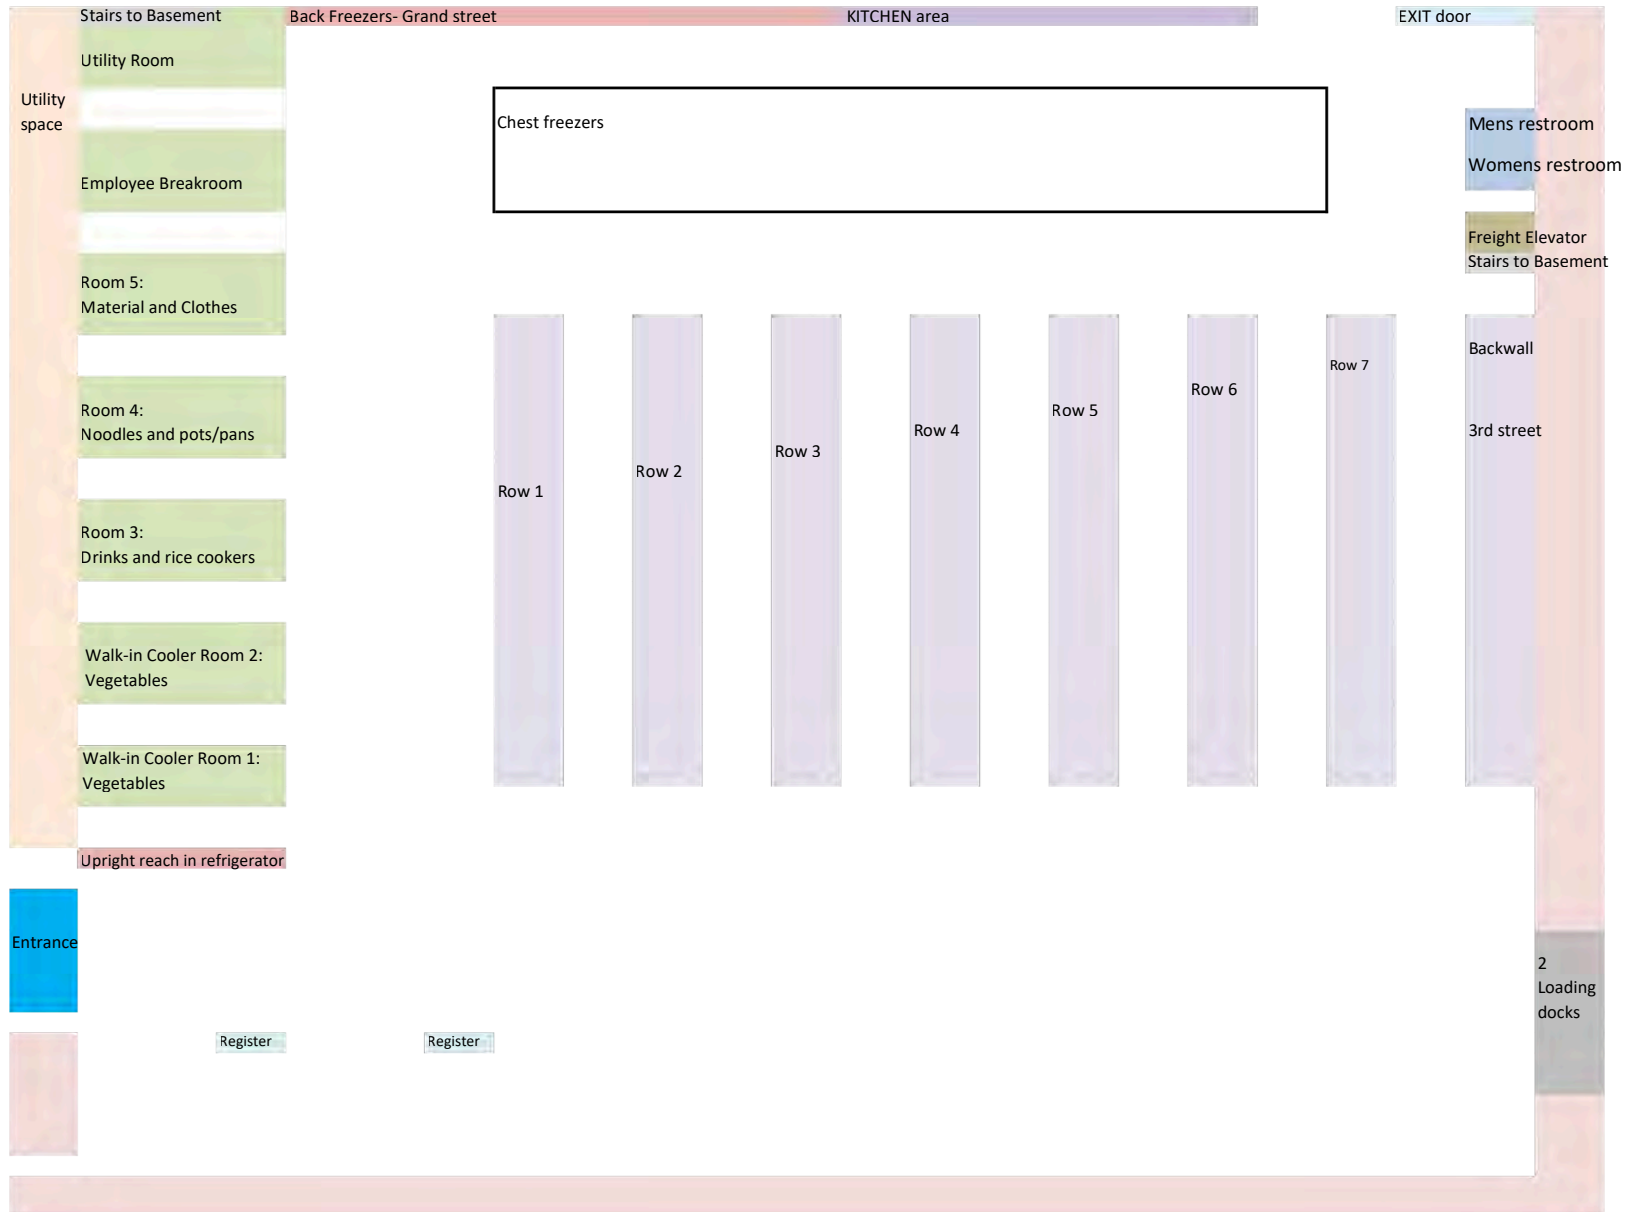 Stairs to Basement
Back Freezers- Grand street
KITCHEN area
EXIT door
Utility Room
Utility
space
Chest freezers
Mens restroom
Womens restroom
Employee Breakroom
Freight Elevator
Stairs to Basement
Room 5:
Material and Clothes
Backwall
Row 7
Row 6
Room 4:
Noodles and pots/pans
Row 5
Row 4
3rd street
Row 3
Row 2
Row 1
Room 3:
Drinks and rice cookers
Walk-in Cooler Room 2:
Vegetables
Walk-in Cooler Room 1:
Vegetables
Upright reach in refrigerator
Entrance
2
Loading
docks
Register
Register